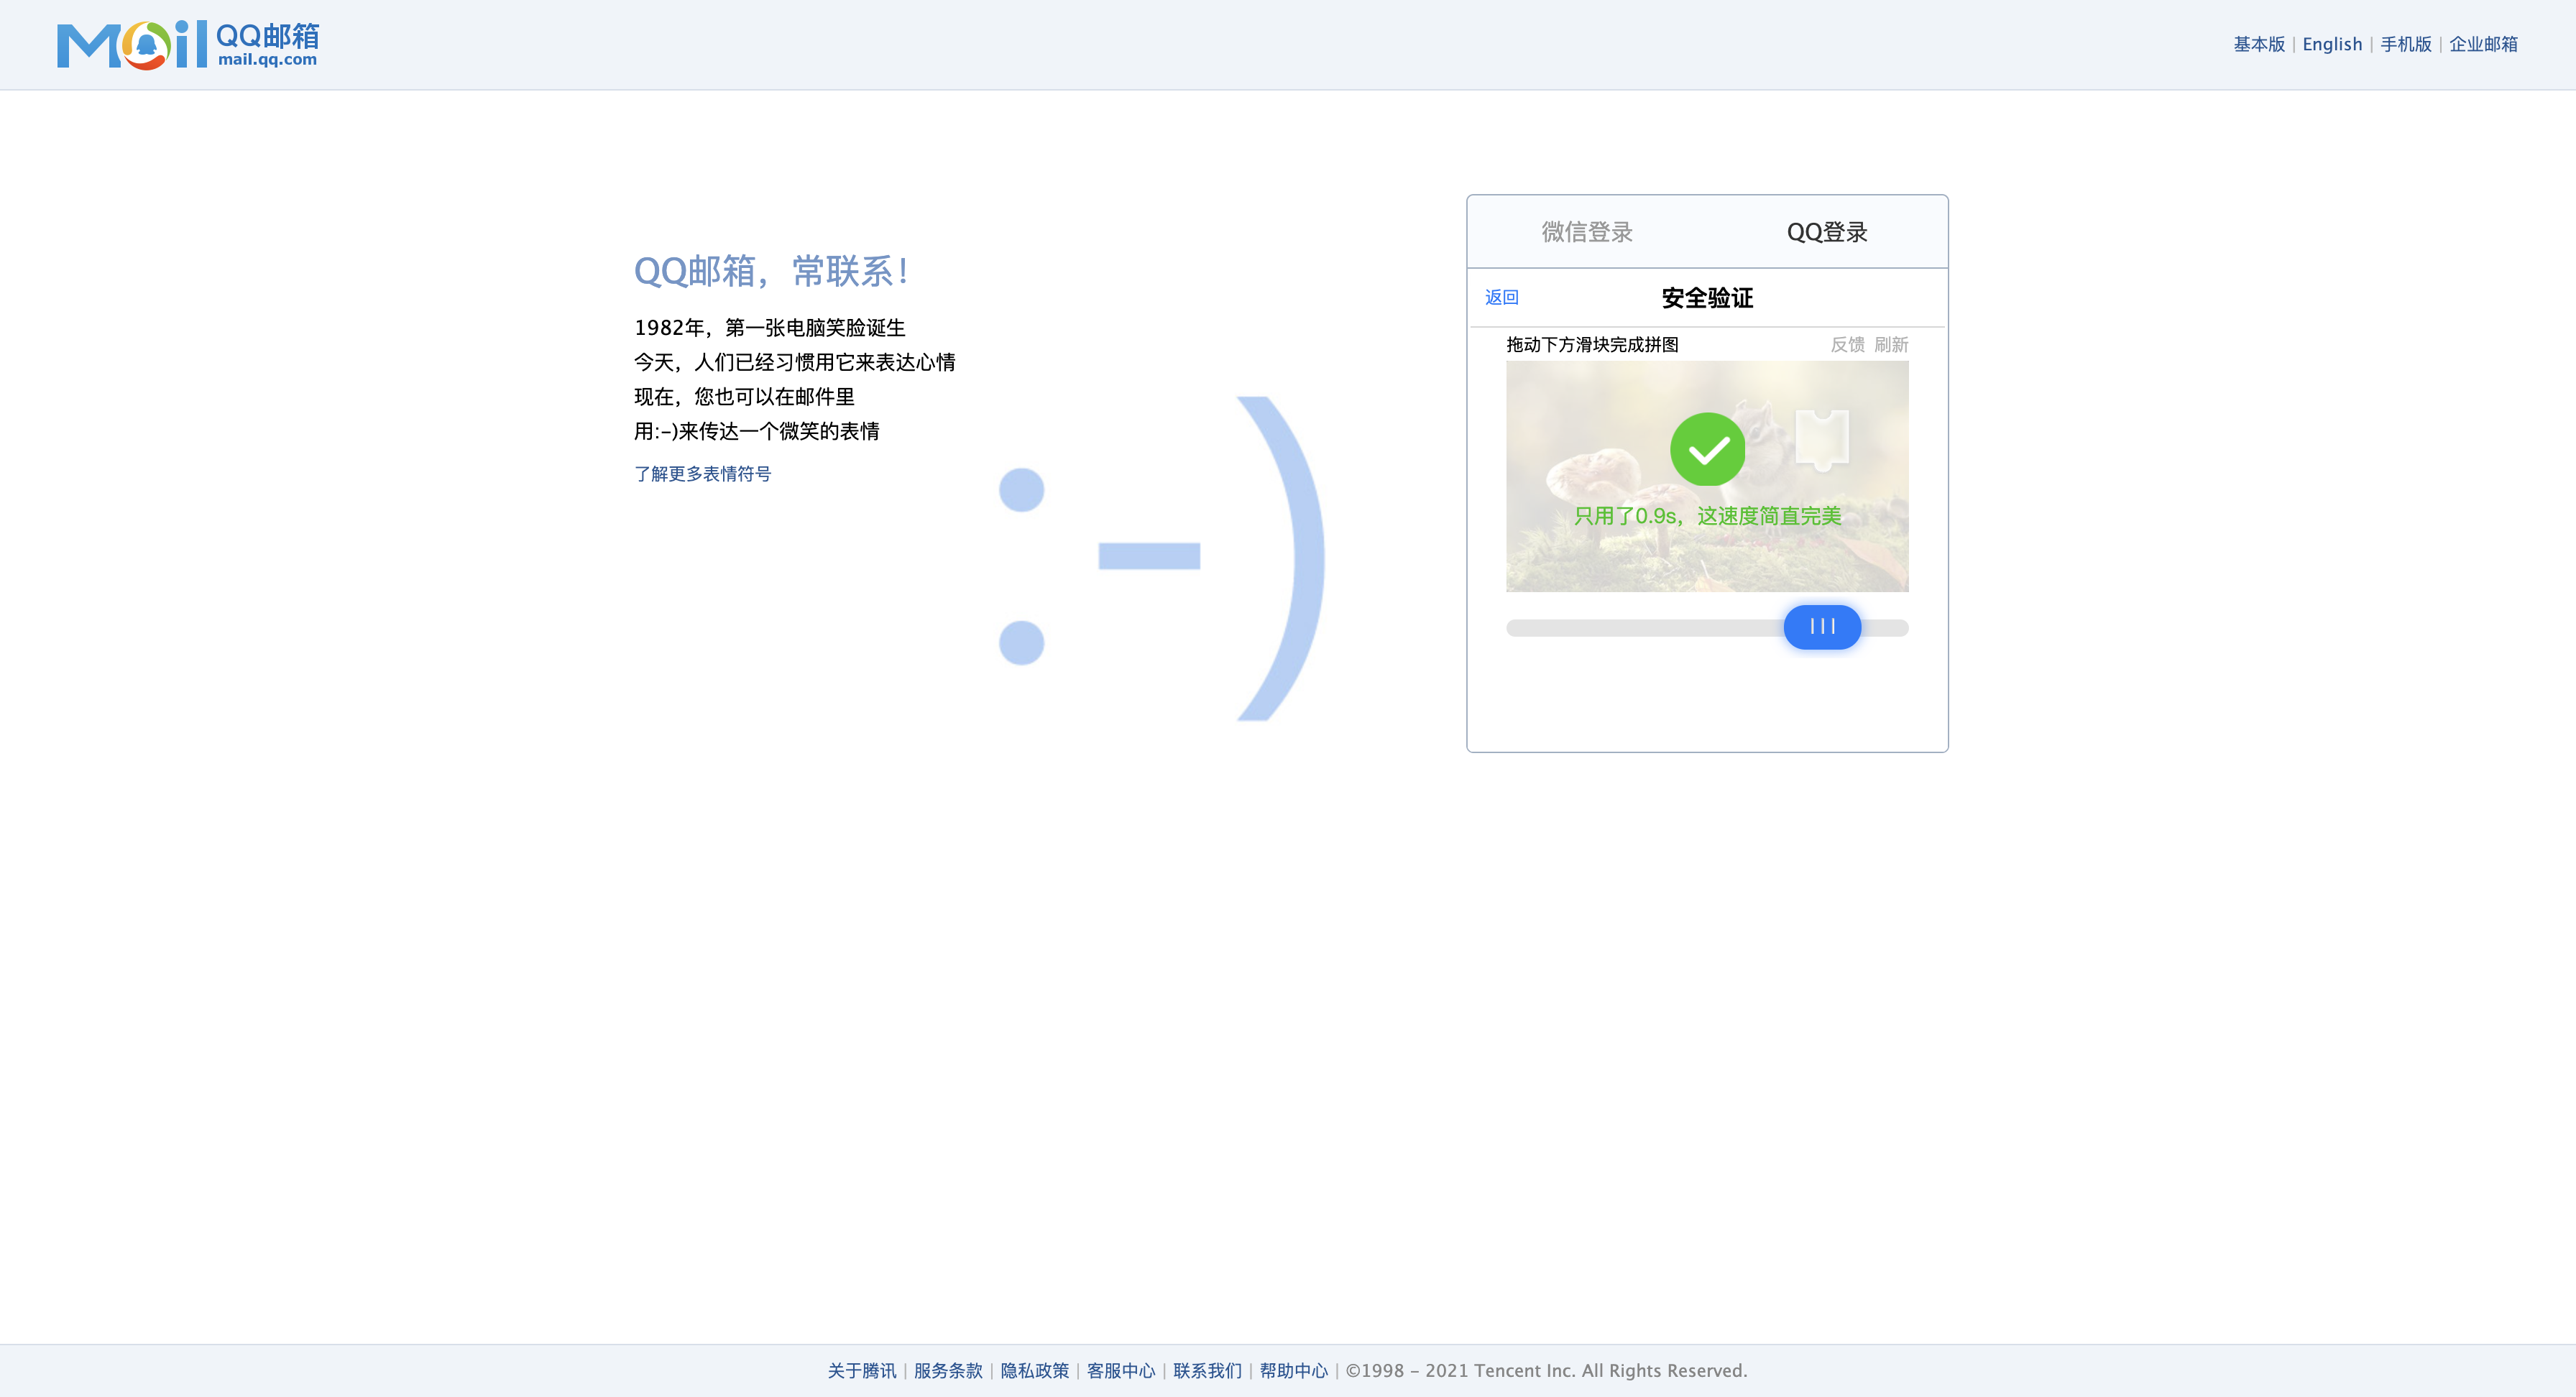 Mail QQ邮箱
mail.qq.com
基本版 | English | 手机版 | 企业邮箱
QQ邮箱，常联系！
1982年，第一张电脑笑脸诞生
今天，人们已经习惯用它来表达心情
现在，您也可以在邮件里
用:-)来传达一个微笑的表情
了解更多表情符号
:-)
微信登录 QQ登录
返回 安全验证
拖动下方滑块完成拼图 反馈 刷新
只用了0.9s，这速度简直完美
关于腾讯 | 服务条款 | 隐私政策 | 客服中心 | 联系我们 | 帮助中心 | ©1998 - 2021 Tencent Inc. All Rights Reserved.